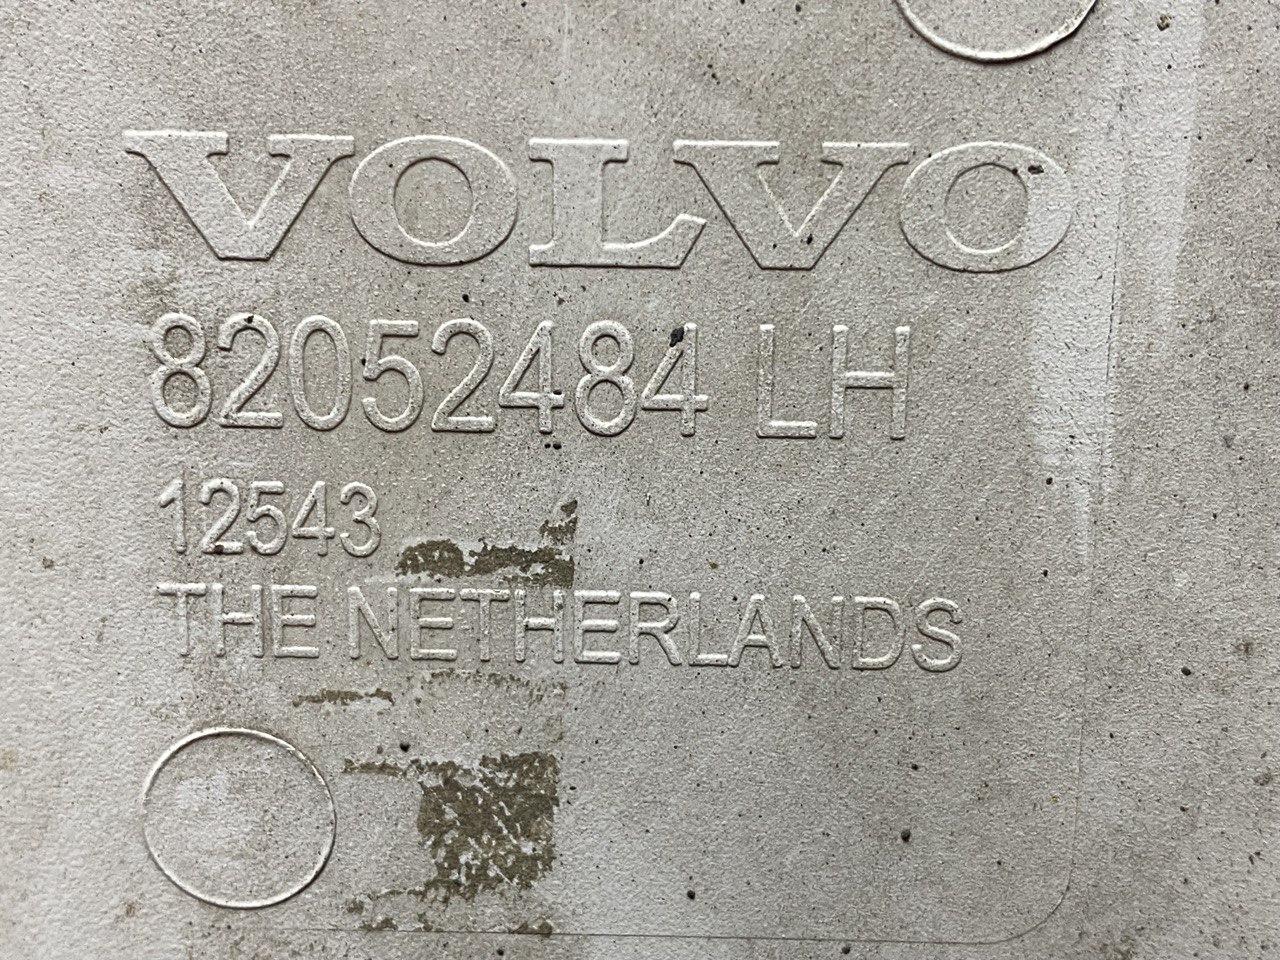 VOLVO
82052484 LH
12543
THE NETHERLANDS